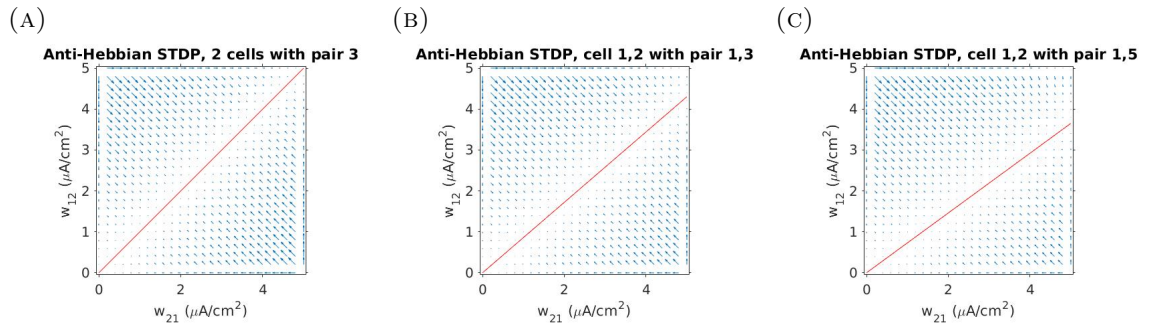 (A)
Anti-Hebbian STDP, 2 cells with pair 3
5
4
3
2
1
0
w12 (μA/cm2)
0 2 4
w21 (μA/cm2)
(B)
Anti-Hebbian STDP, cell 1,2 with pair 1,3
5
4
3
2
1
0
w12 (μA/cm2)
0 2 4
w21 (μA/cm2)
(C)
Anti-Hebbian STDP, cell 1,2 with pair 1,5
5
4
3
2
1
0
w12 (μA/cm2)
0 2 4
w21 (μA/cm2)